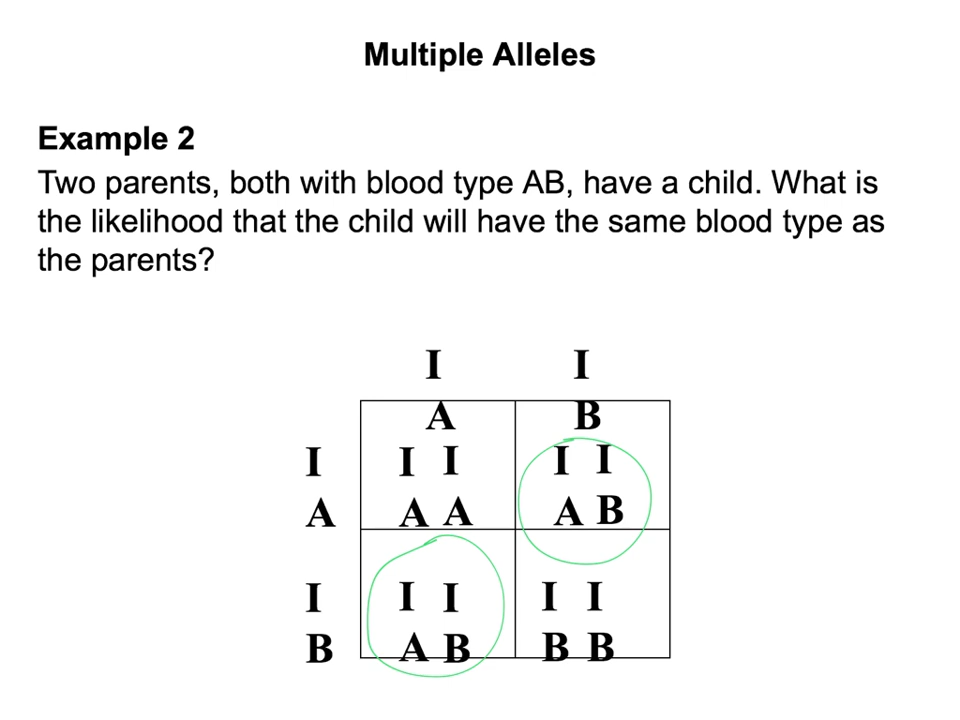 Multiple Alleles
Example 2
Two parents, both with blood type AB, have a child. What is
the likelihood that the child will have the same blood type as
the parents?
I I
A B
I I I I I
A A A A B
I I I I I
B A B B B